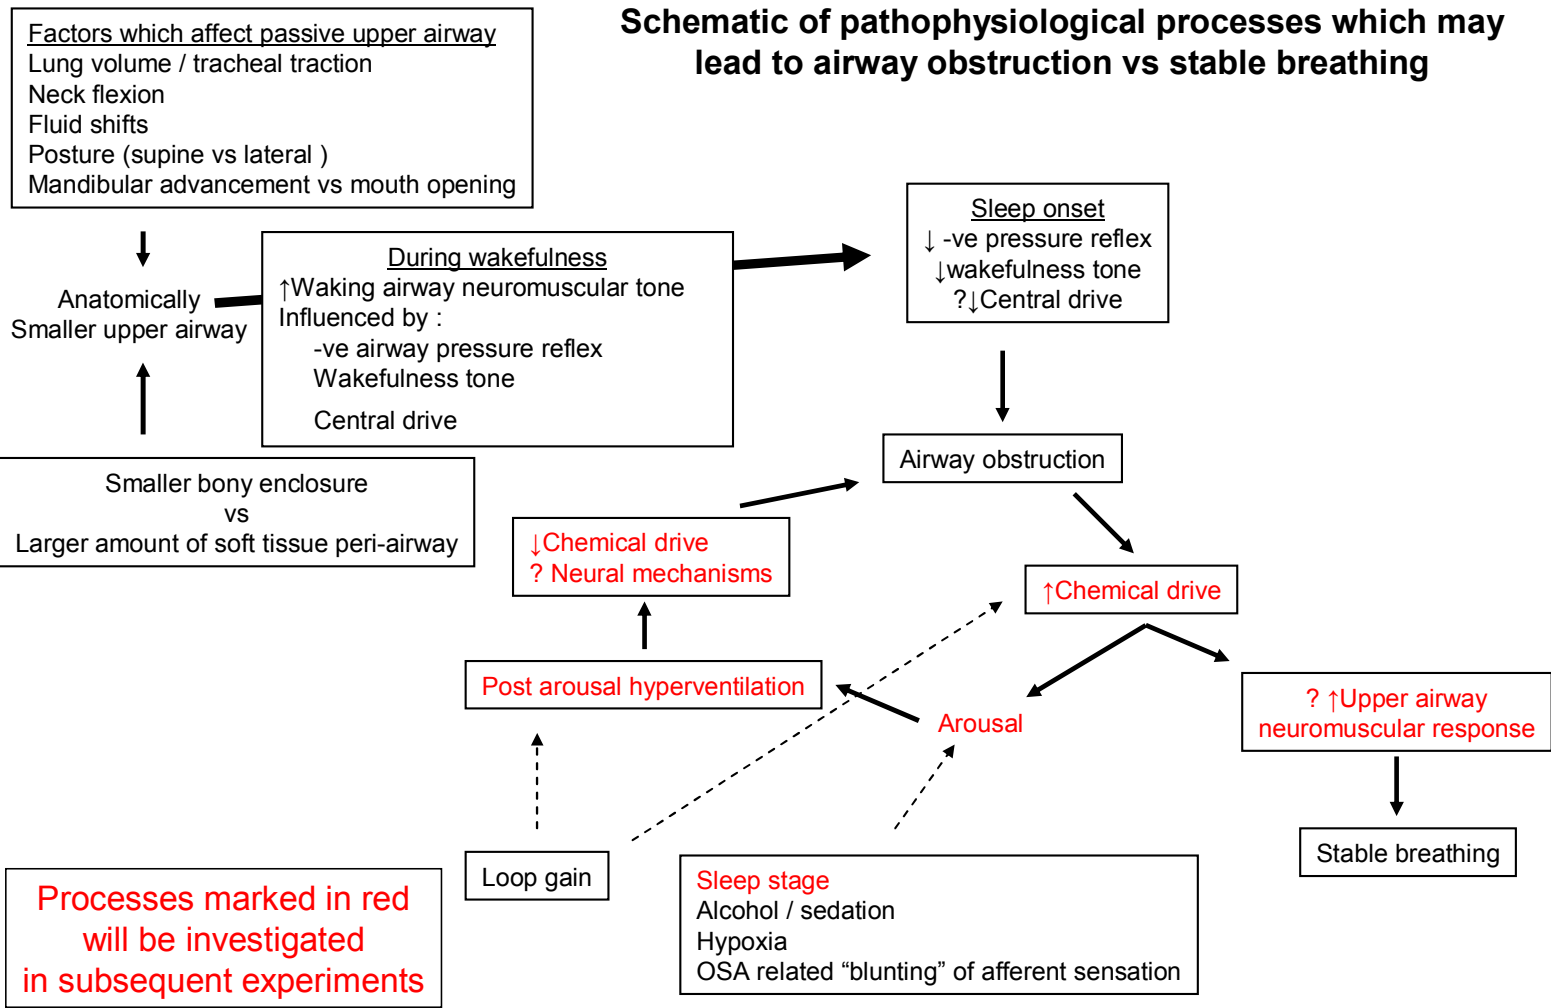 Schematic of pathophysiological processes which may
lead to airway obstruction vs stable breathing
Factors which affect passive upper airway
Lung volume / tracheal traction
Neck flexion
Fluid shifts
Posture (supine vs lateral )
Mandibular advancement vs mouth opening
Anatomically
Smaller upper airway
During wakefulness
↑Waking airway neuromuscular tone
Influenced by :
-ve airway pressure reflex
Wakefulness tone
Central drive
Sleep onset
↓ -ve pressure reflex
↓wakefulness tone
?↓Central drive
Smaller bony enclosure
vs
Larger amount of soft tissue peri-airway
Airway obstruction
↓Chemical drive
? Neural mechanisms
↑Chemical drive
Post arousal hyperventilation
Arousal
? ↑Upper airway
neuromuscular response
Loop gain
Stable breathing
Sleep stage
Alcohol / sedation
Hypoxia
OSA related “blunting” of afferent sensation
Processes marked in red
will be investigated
in subsequent experiments